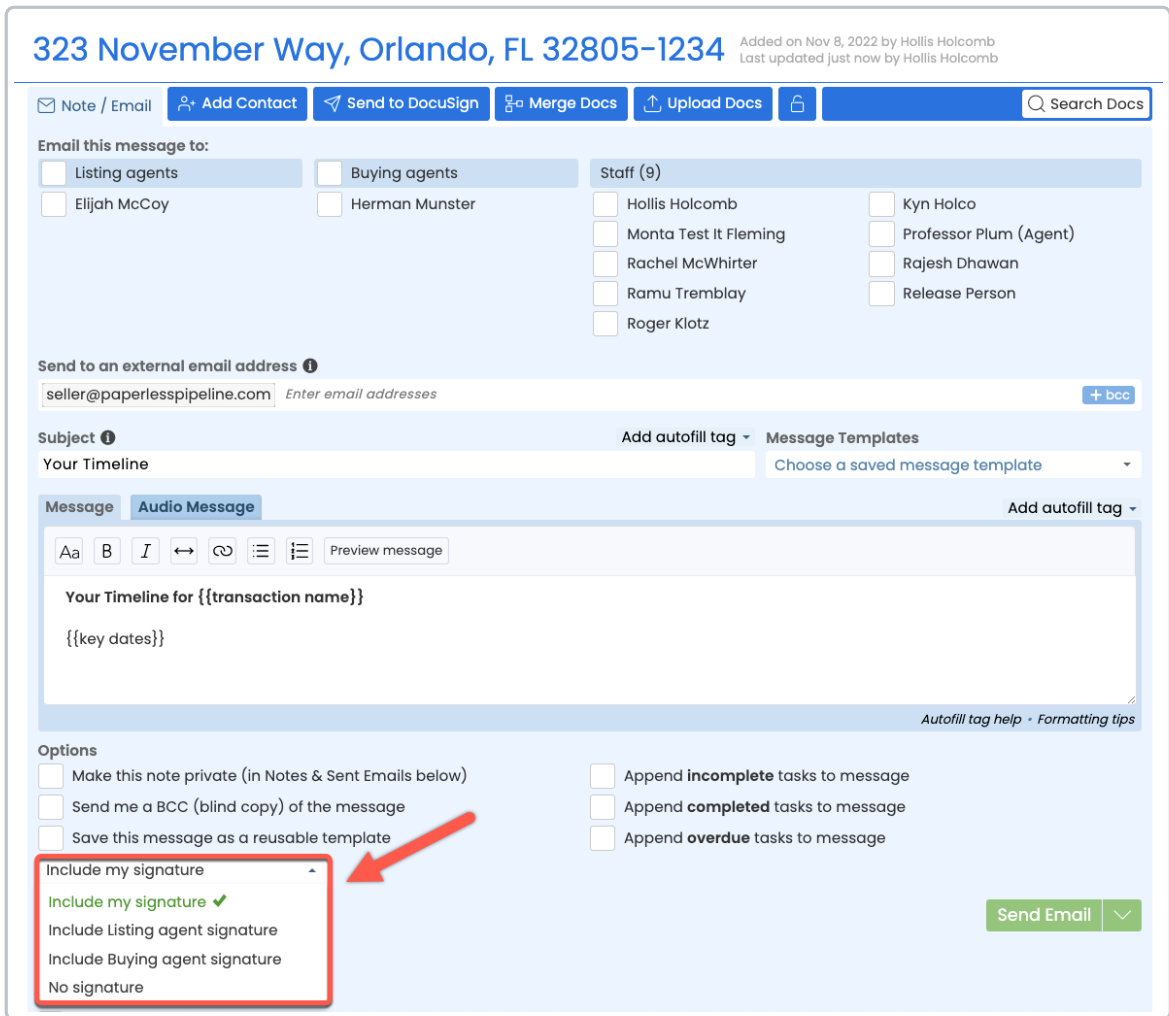 323 November Way, Orlando, FL 32805-1234
Added on Nov 8, 2022 by Hollis Holcomb
Last updated just now by Hollis Holcomb
Note / Email
Add Contact
Send to DocuSign
Merge Docs
Upload Docs
Search Docs
Email this message to:
Listing agents
Buying agents
Staff (9)
Elijah McCoy
Herman Munster
Hollis Holcomb
Kyn Holco
Monta Test It Fleming
Professor Plum (Agent)
Rachel McWhirter
Rajesh Dhawan
Ramu Tremblay
Release Person
Roger Klotz
Send to an external email address
seller@paperlesspipeline.com
Enter email addresses
+ bcc
Subject
Add autofill tag
Message Templates
Your Timeline
Choose a saved message template
Message
Audio Message
Add autofill tag
Aa
B
I
Preview message
Your Timeline for {{transaction name}}
{{key dates}}
Autofill tag help • Formatting tips
Options
Make this note private (in Notes & Sent Emails below)
Append incomplete tasks to message
Send me a BCC (blind copy) of the message
Append completed tasks to message
Save this message as a reusable template
Append overdue tasks to message
Include my signature
Include my signature
Include Listing agent signature
Include Buying agent signature
No signature
Send Email